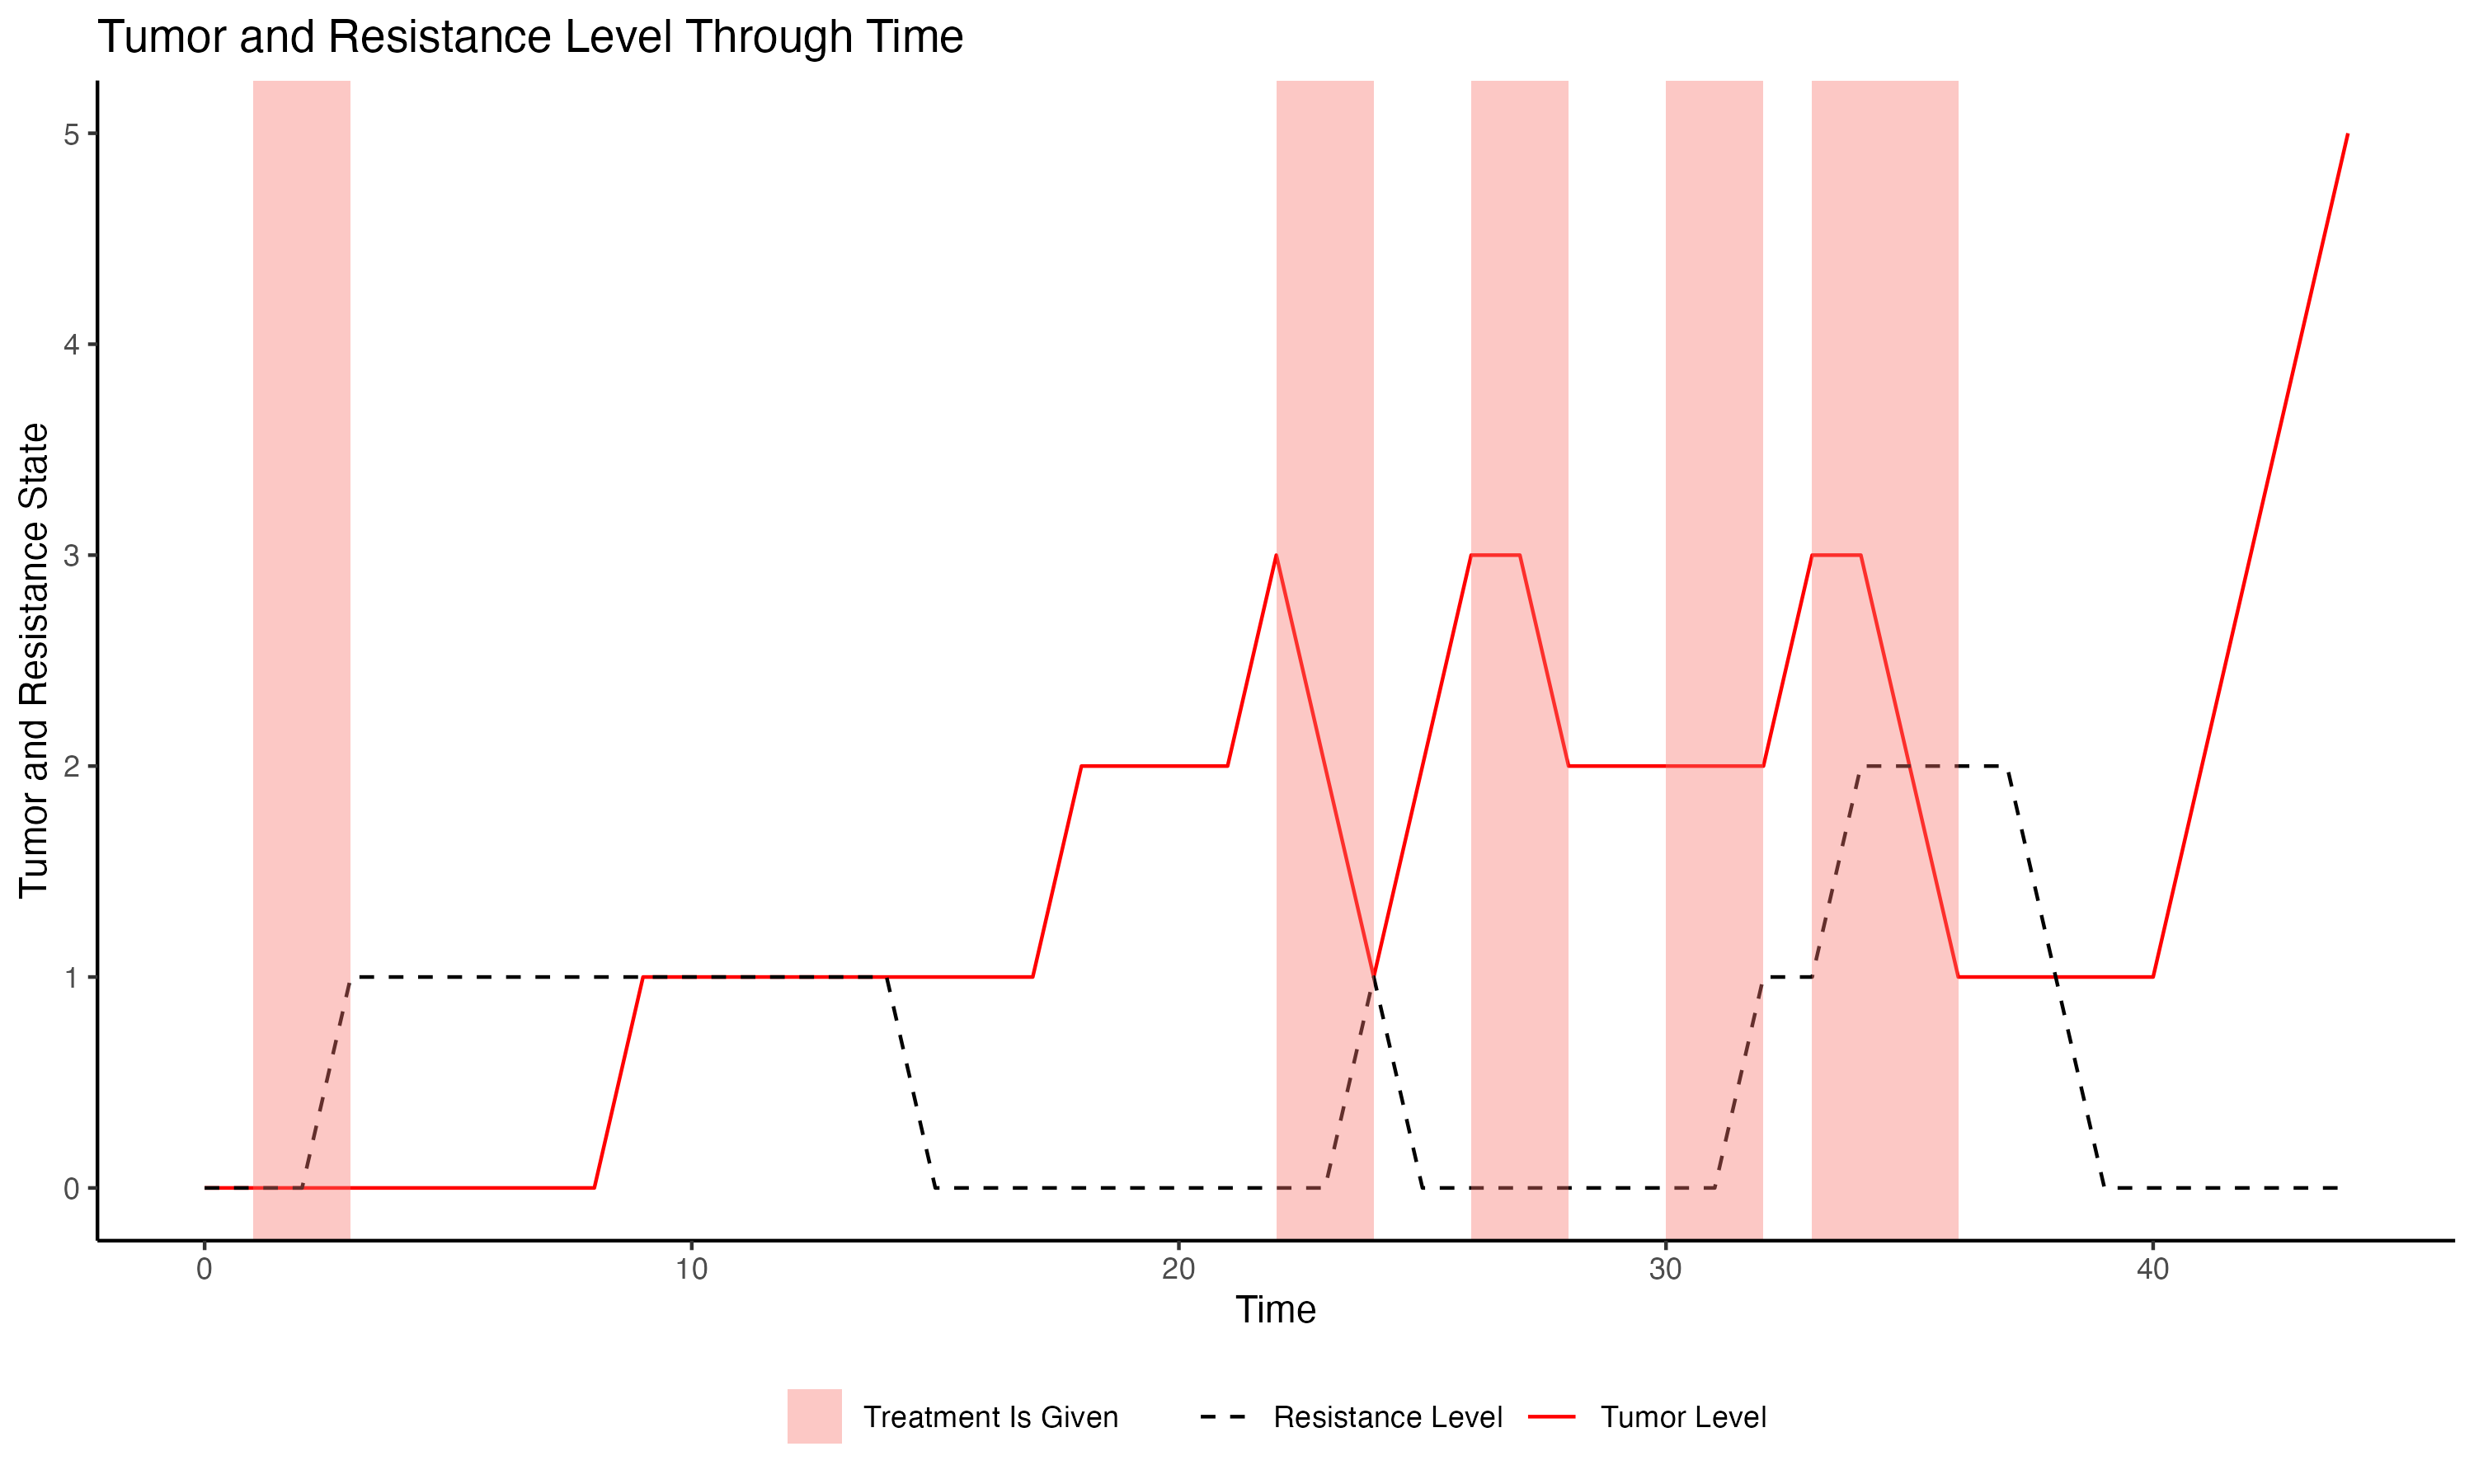 Tumor and Resistance Level Through Time
Tumor and Resistance State
5
4
3
2
1
0
0 10 20 30 40
Time
Treatment Is Given Resistance Level Tumor Level